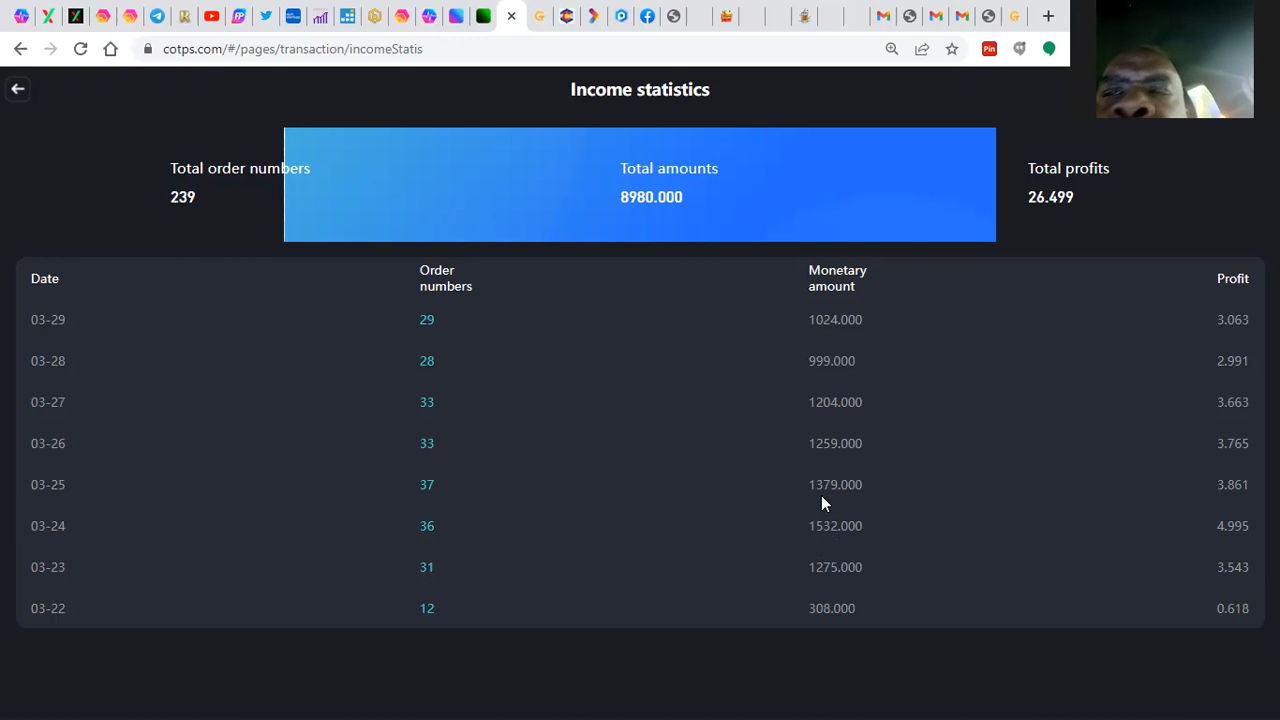 cotps.com/#/pages/transaction/incomeStatis
Pin
Income statistics
Total order numbers Total amounts Total profits
239 8980.000 26.499
Date Order numbers Monetary amount Profit
03-29 29 1024.000 3.063
03-28 28 999.000 2.991
03-27 33 1204.000 3.663
03-26 33 1259.000 3.765
03-25 37 1379.000 3.861
03-24 36 1532.000 4.995
03-23 31 1275.000 3.543
03-22 12 308.000 0.618